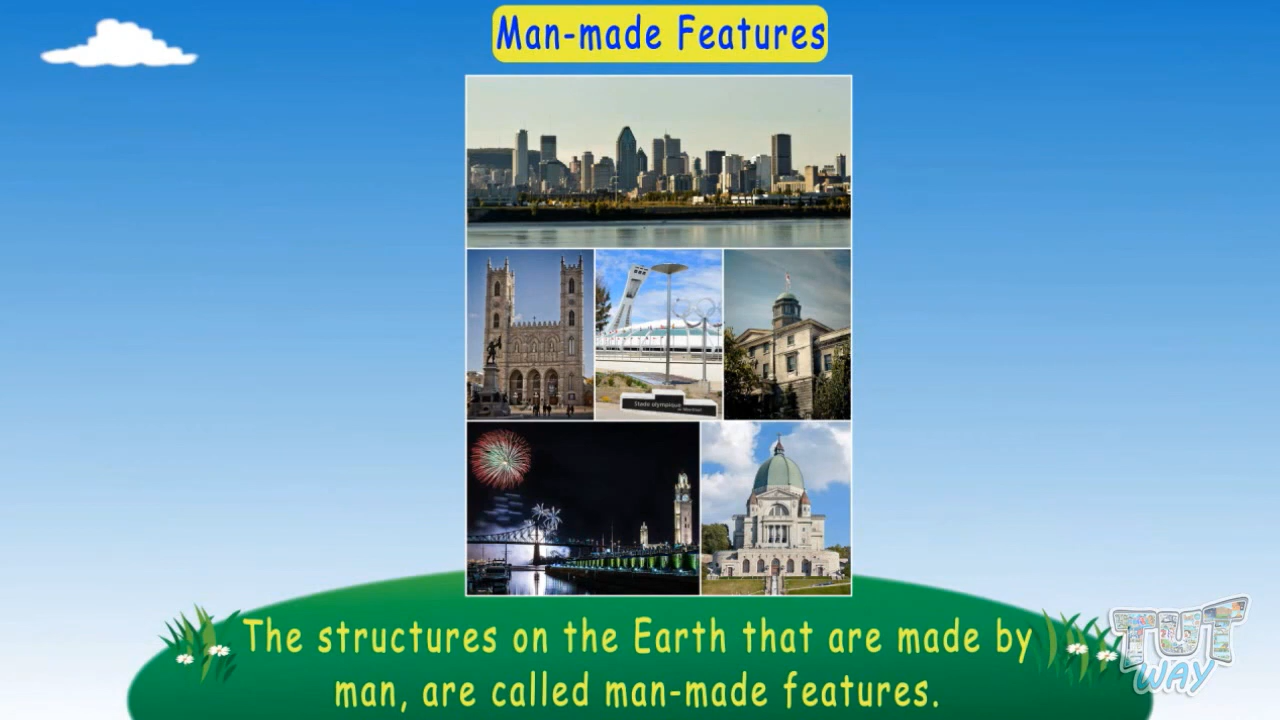 Man-made Features
Stade olympique
The structures on the Earth that are made by
man, are called man-made features.
TUT
WAY